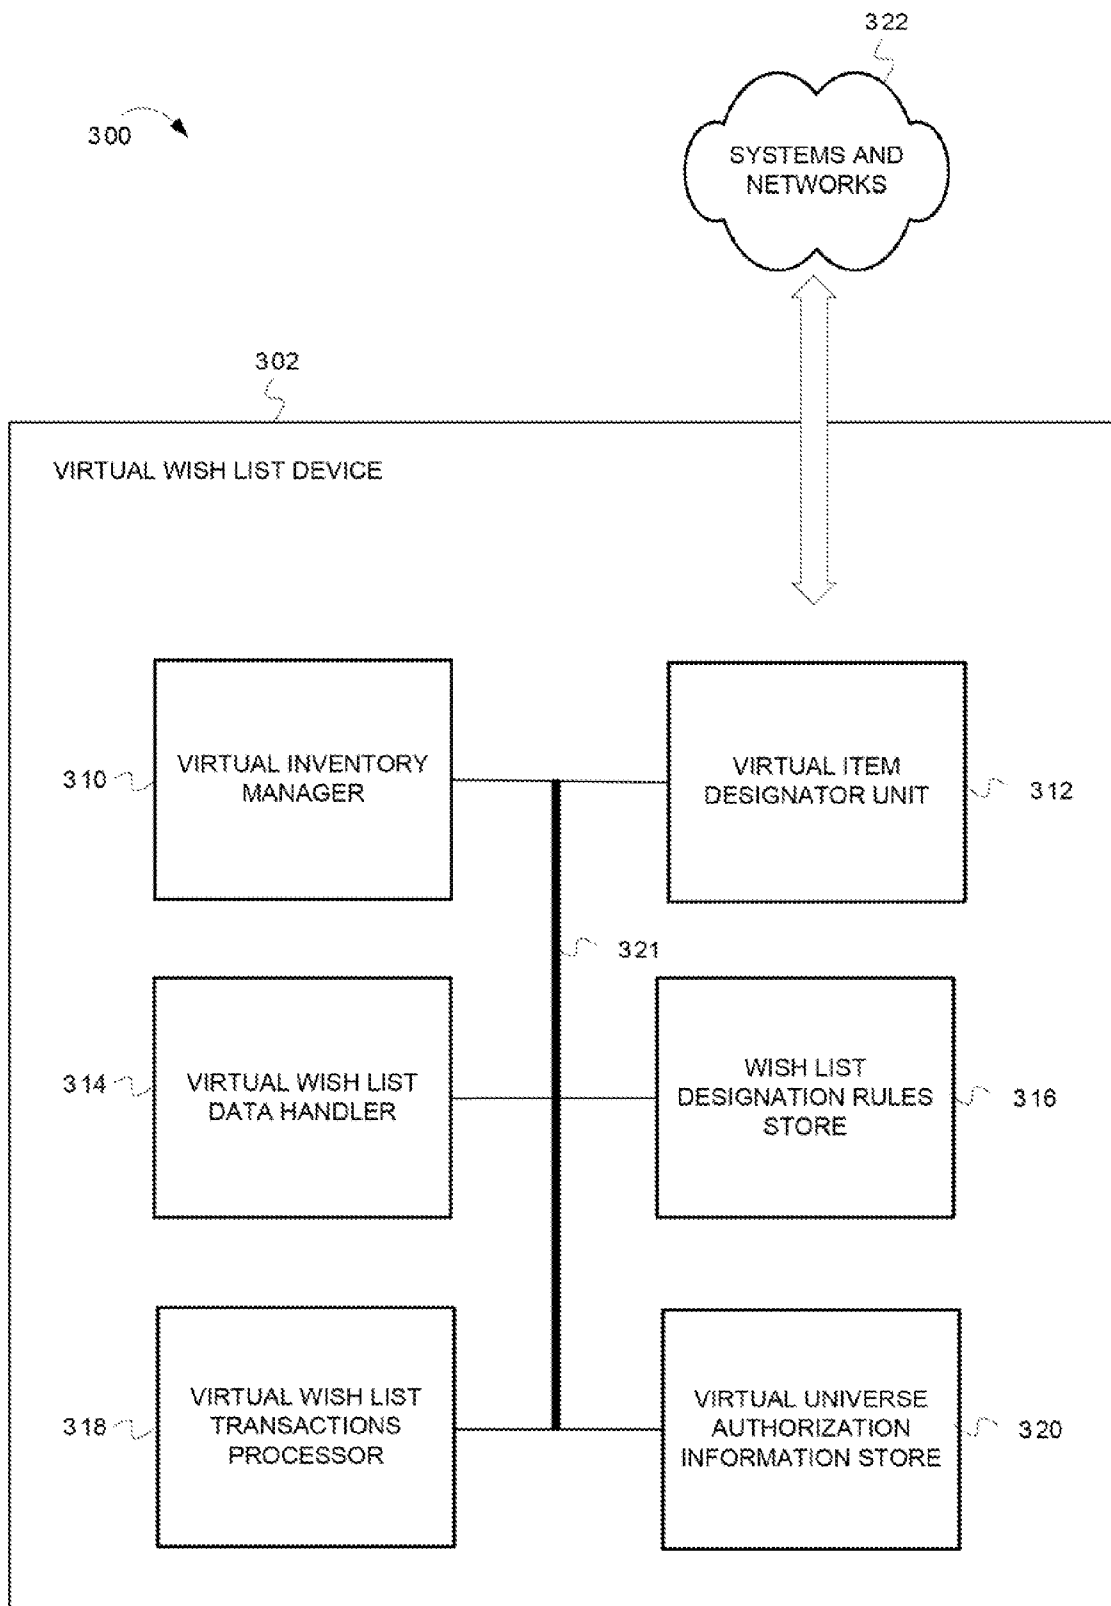 322
300
SYSTEMS AND
NETWORKS
302
VIRTUAL WISH LIST DEVICE
310
VIRTUAL INVENTORY
MANAGER
VIRTUAL ITEM
DESIGNATOR UNIT
312
321
314
VIRTUAL WISH LIST
DATA HANDLER
WISH LIST
DESIGNATION RULES
STORE
316
318
VIRTUAL WISH LIST
TRANSACTIONS
PROCESSOR
VIRTUAL UNIVERSE
AUTHORIZATION
INFORMATION STORE
320